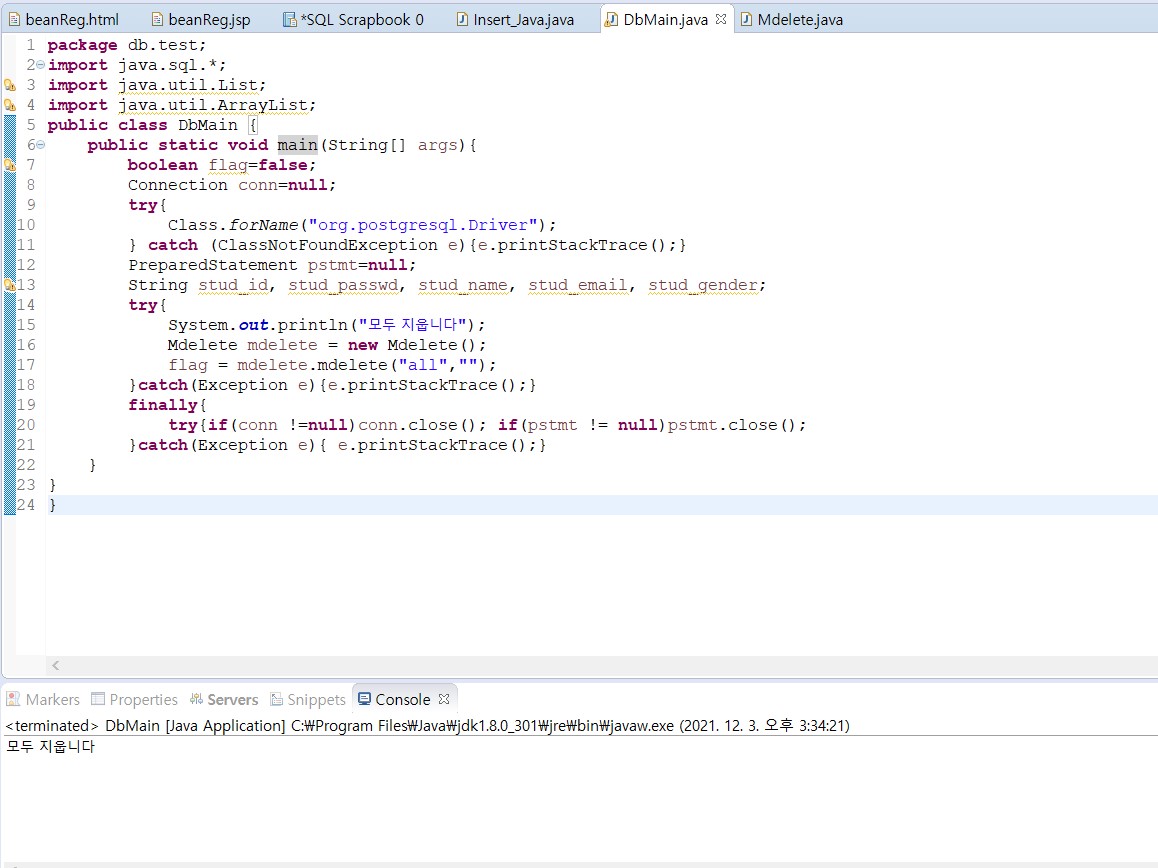 beanReg.html beanReg.jsp *SQL Scrapbook 0 Insert_Java.java DbMain.java Mdelete.java
1 package db.test;
2 import java.sql.*;
3 import java.util.List;
4 import java.util.ArrayList;
5 public class DbMain {
6 public static void main(String[] args){
7 boolean flag=false;
8 Connection conn=null;
9 try{
10 Class.forName("org.postgresql.Driver");
11 } catch (ClassNotFoundException e){e.printStackTrace();}
12 PreparedStatement pstmt=null;
13 String stud_id, stud_passwd, stud_name, stud_email, stud_gender;
14 try{
15 System.out.println("모두 지웁니다");
16 Mdelete mdelete = new Mdelete();
17 flag = mdelete.mdelete("all","");
18 }catch(Exception e){e.printStackTrace();}
19 finally{
20 try{if(conn !=null)conn.close(); if(pstmt != null)pstmt.close();
21 }catch(Exception e){ e.printStackTrace();}
22 }
23 }
24 }
Markers Properties Servers Snippets Console
<terminated> DbMain [Java Application] C:₩Program Files₩Java₩jdk1.8.0_301₩jre₩bin₩javaw.exe (2021. 12. 3. 오후 3:34:21)
모두 지웁니다